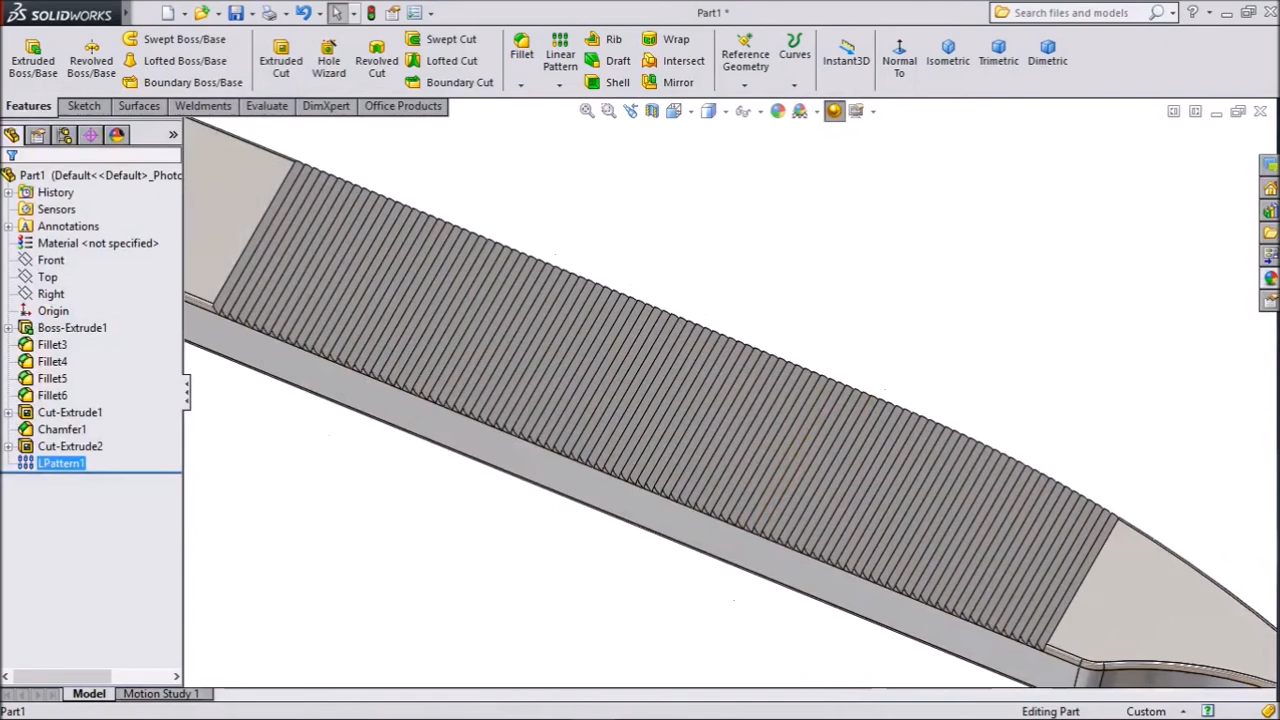 SOLIDWORKS
Part1 *
Search files and models
Extruded Boss/Base
Revolved Boss/Base
Swept Boss/Base
Lofted Boss/Base
Boundary Boss/Base
Extruded Cut
Hole Wizard
Revolved Cut
Swept Cut
Lofted Cut
Boundary Cut
Fillet
Linear Pattern
Rib
Draft
Shell
Wrap
Intersect
Mirror
Reference Geometry
Curves
Instant3D
Normal To
Isometric
Trimetric
Dimetric
Features Sketch Surfaces Weldments Evaluate DimXpert Office Products
Part1 (Default<<Default>_Photo
History
Sensors
Annotations
Material <not specified>
Front
Top
Right
Origin
Boss-Extrude1
Fillet3
Fillet4
Fillet5
Fillet6
Cut-Extrude1
Chamfer1
Cut-Extrude2
LPattern1
Model Motion Study 1
Part1 Editing Part Custom